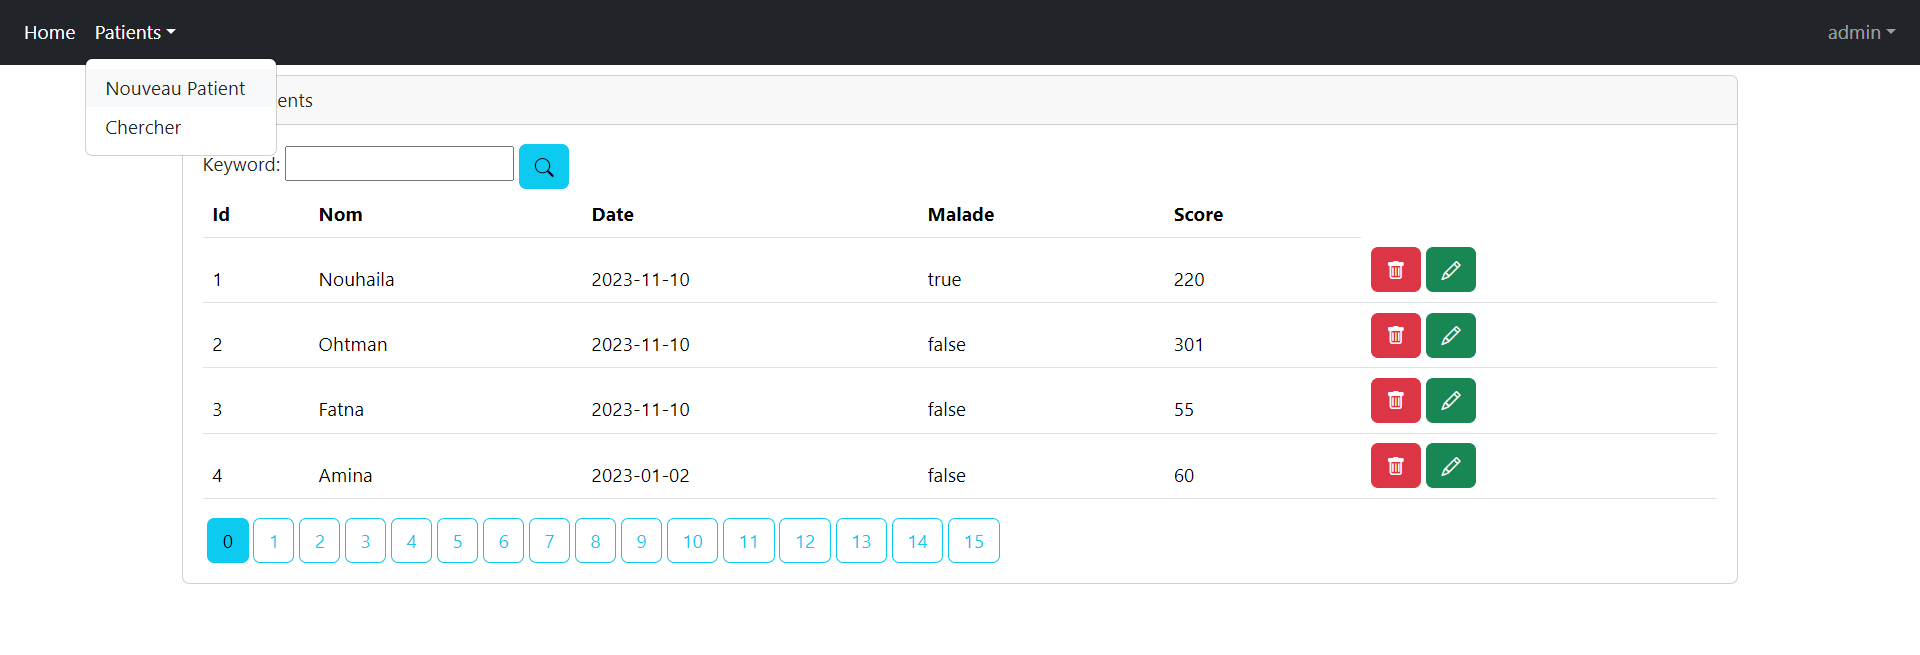 Home Patients admin
Nouveau Patient
ents
Chercher
Keyword:
Id Nom Date Malade Score
1 Nouhaila 2023-11-10 true 220
2 Ohtman 2023-11-10 false 301
3 Fatna 2023-11-10 false 55
4 Amina 2023-01-02 false 60
0 1 2 3 4 5 6 7 8 9 10 11 12 13 14 15